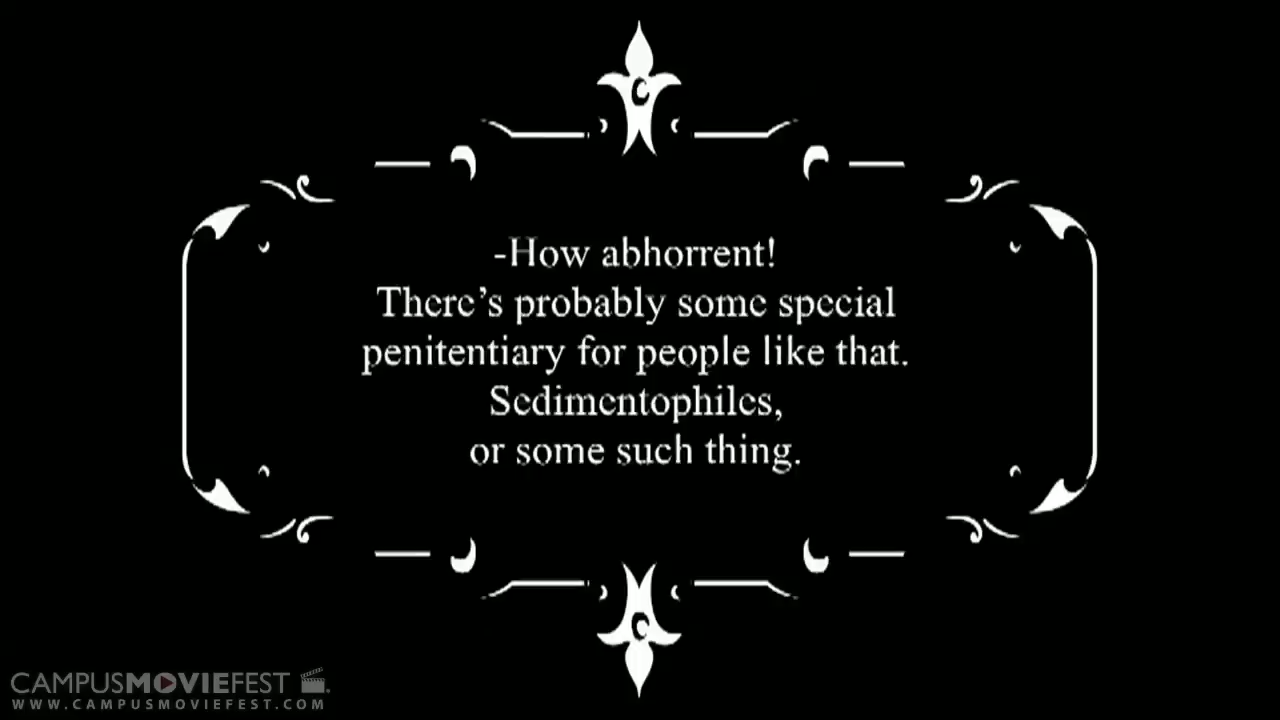 -How abhorrent!
There's probably some special
penitentiary for people like that.
Sedimentophiles,
or some such thing.
CAMPUSMOVIEFEST
WWW.CAMPUSMOVIEFEST.COM